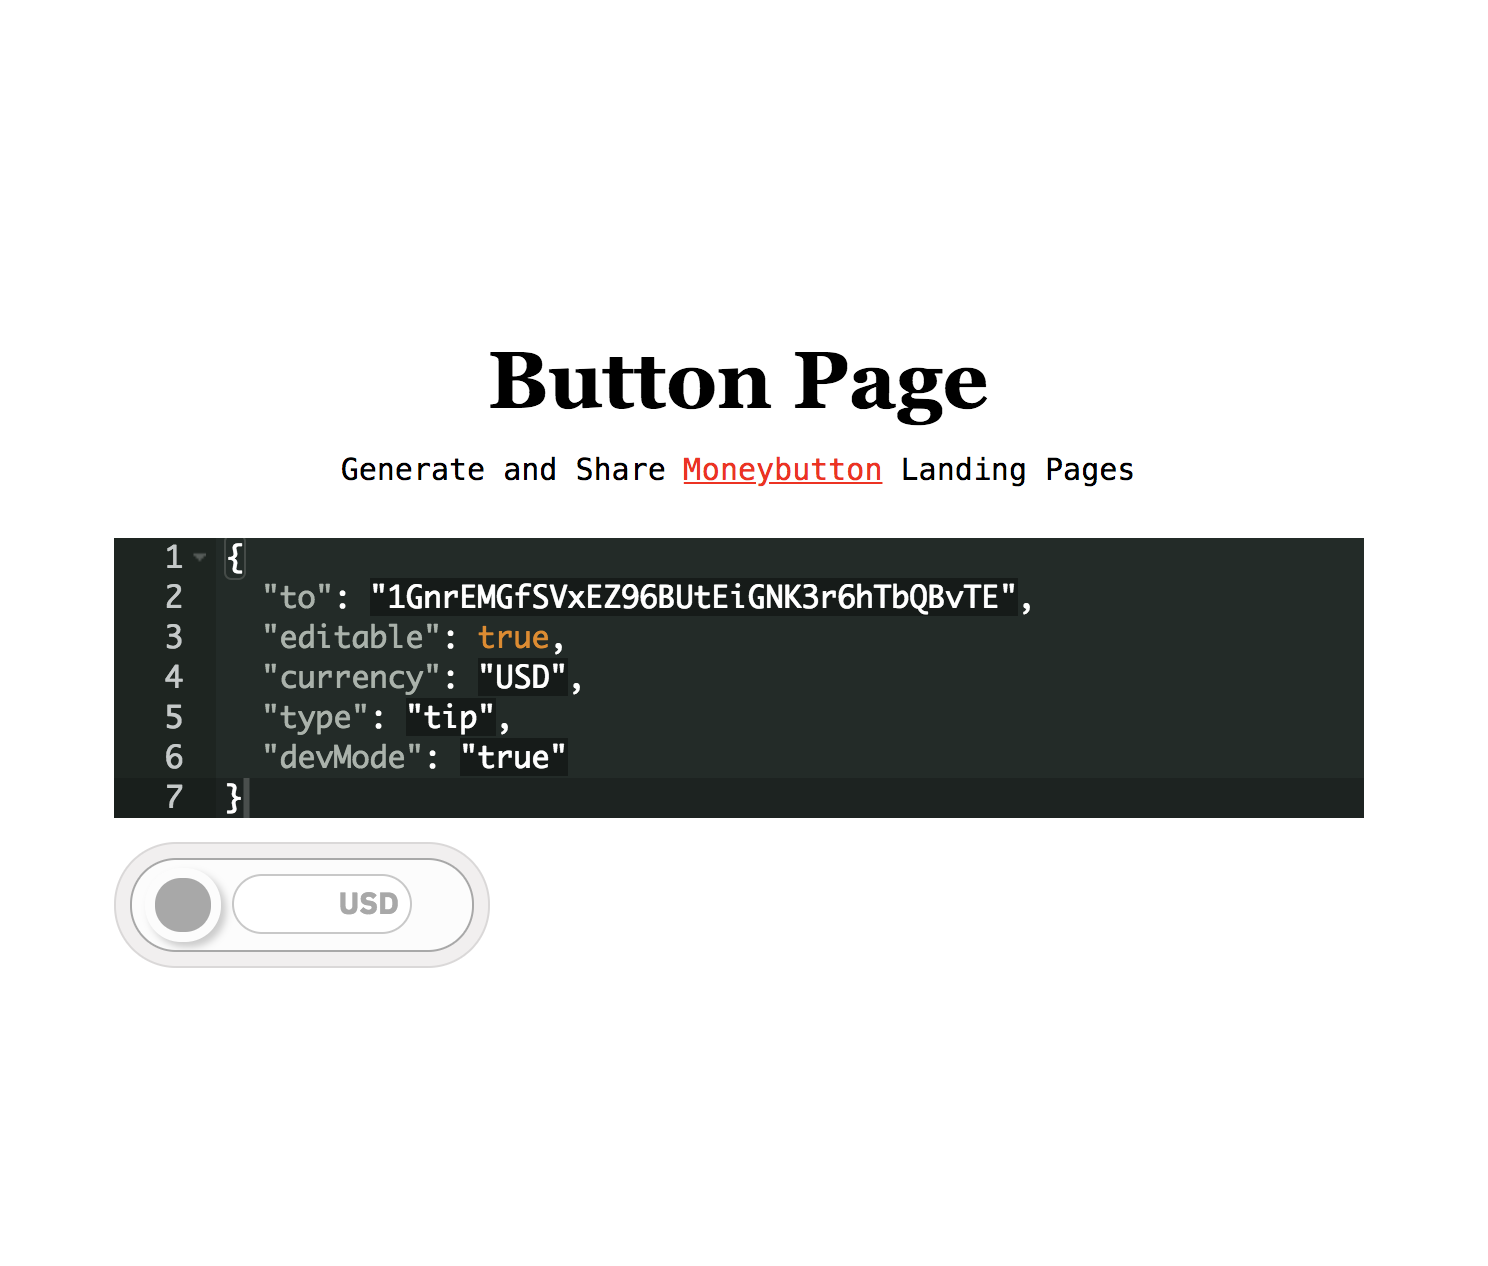 Button Page
Generate and Share Moneybutton Landing Pages
1 {
2 "to": "1GnrEMGfSVxEZ96BUtEiGNK3r6hTbQBvTE",
3 "editable": true,
4 "currency": "USD",
5 "type": "tip",
6 "devMode": "true"
7 }
USD